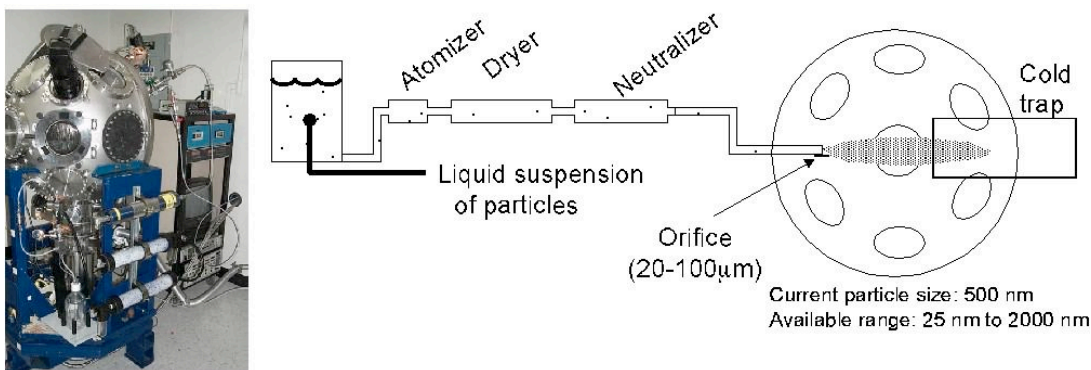 Atomizer
Dryer
Neutralizer
Cold
trap
Liquid suspension
of particles
Orifice
(20-100μm)
Current particle size: 500 nm
Available range: 25 nm to 2000 nm